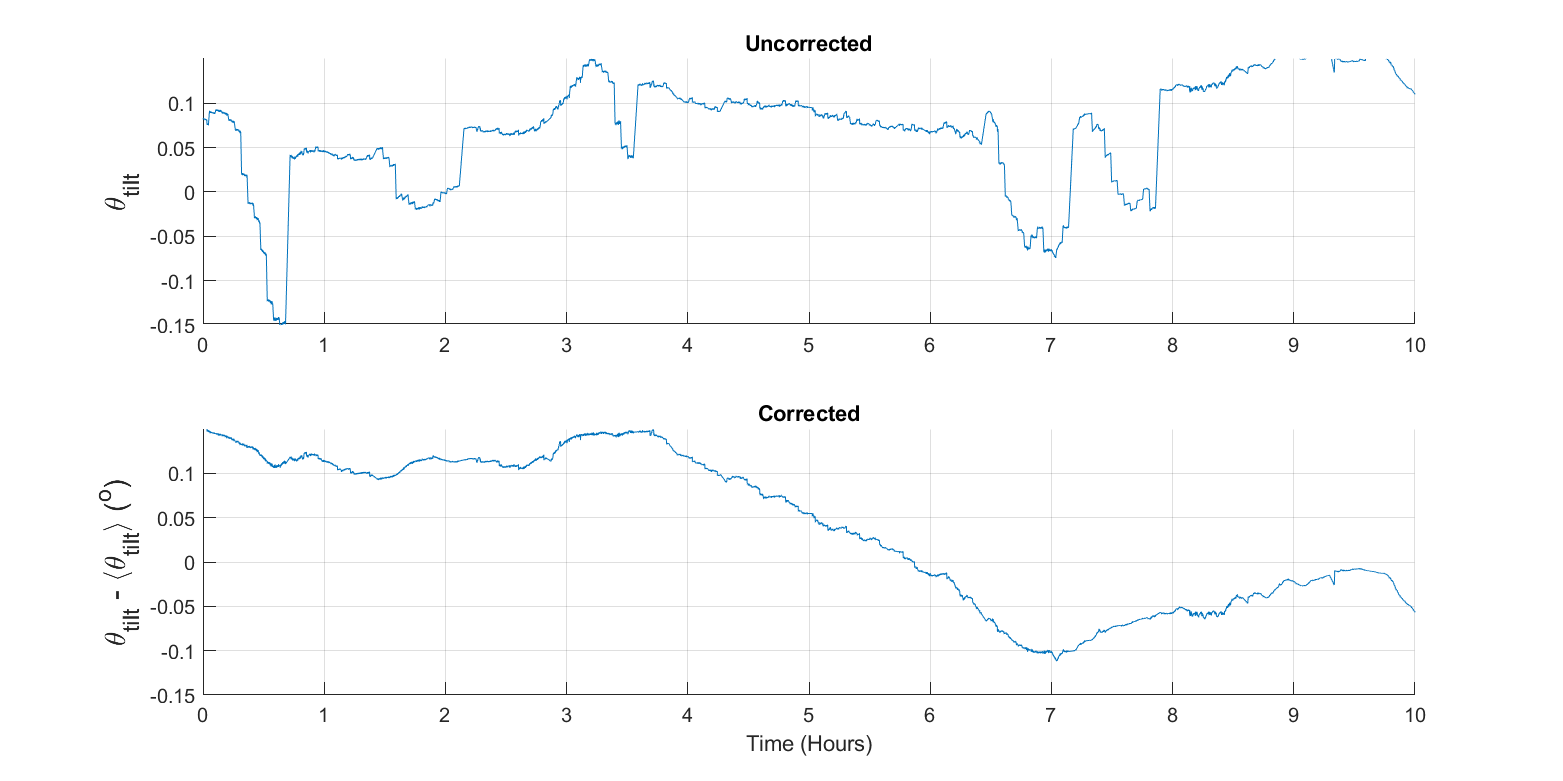 Uncorrected
0.1
0.05
0
-0.05
-0.1
-0.15
θtilt
0 1 2 3 4 5 6 7 8 9 10
Corrected
0.1
0.05
0
-0.05
-0.1
-0.15
θtilt - ⟨θtilt⟩ (o)
0 1 2 3 4 5 6 7 8 9 10
Time (Hours)